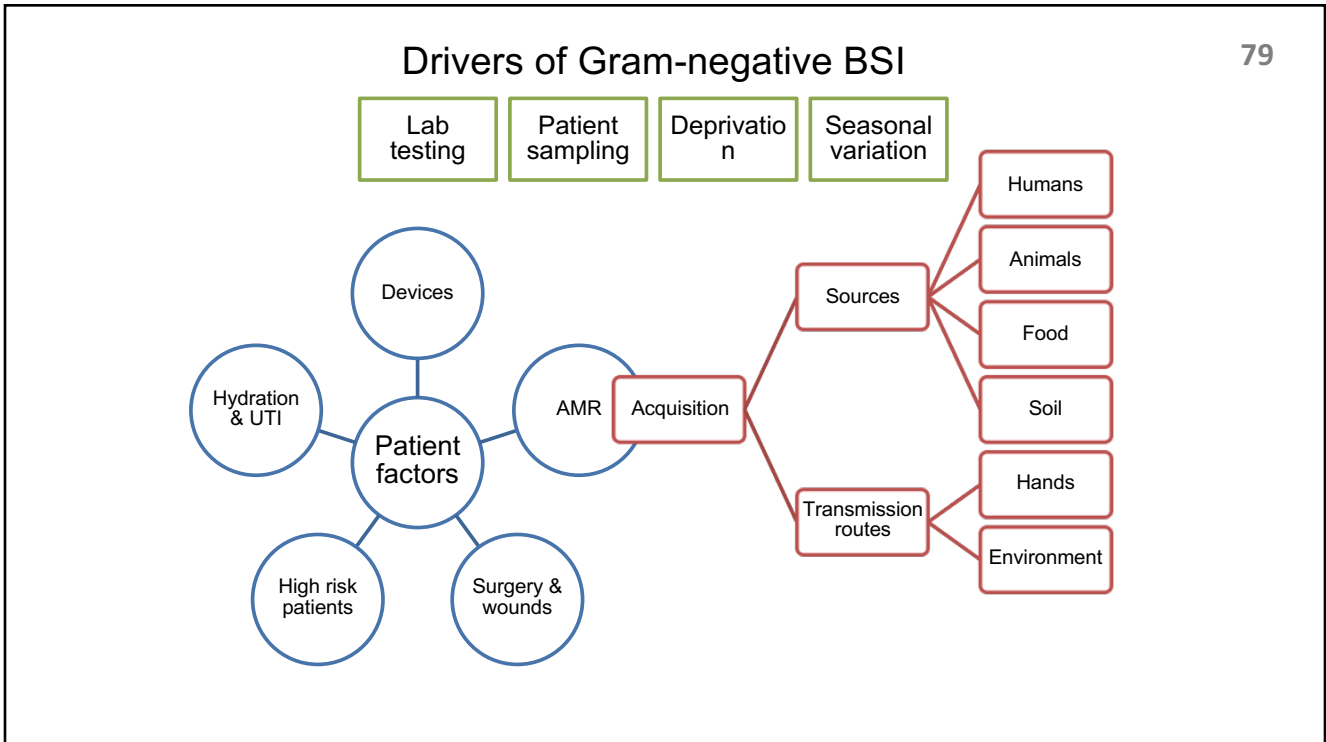 Drivers of Gram-negative BSI
79
Lab
testing
Patient
sampling
Deprivatio
n
Seasonal
variation
Devices
Hydration
& UTI
Patient
factors
AMR
High risk
patients
Surgery &
wounds
Acquisition
Sources
Transmission
routes
Humans
Animals
Food
Soil
Hands
Environment